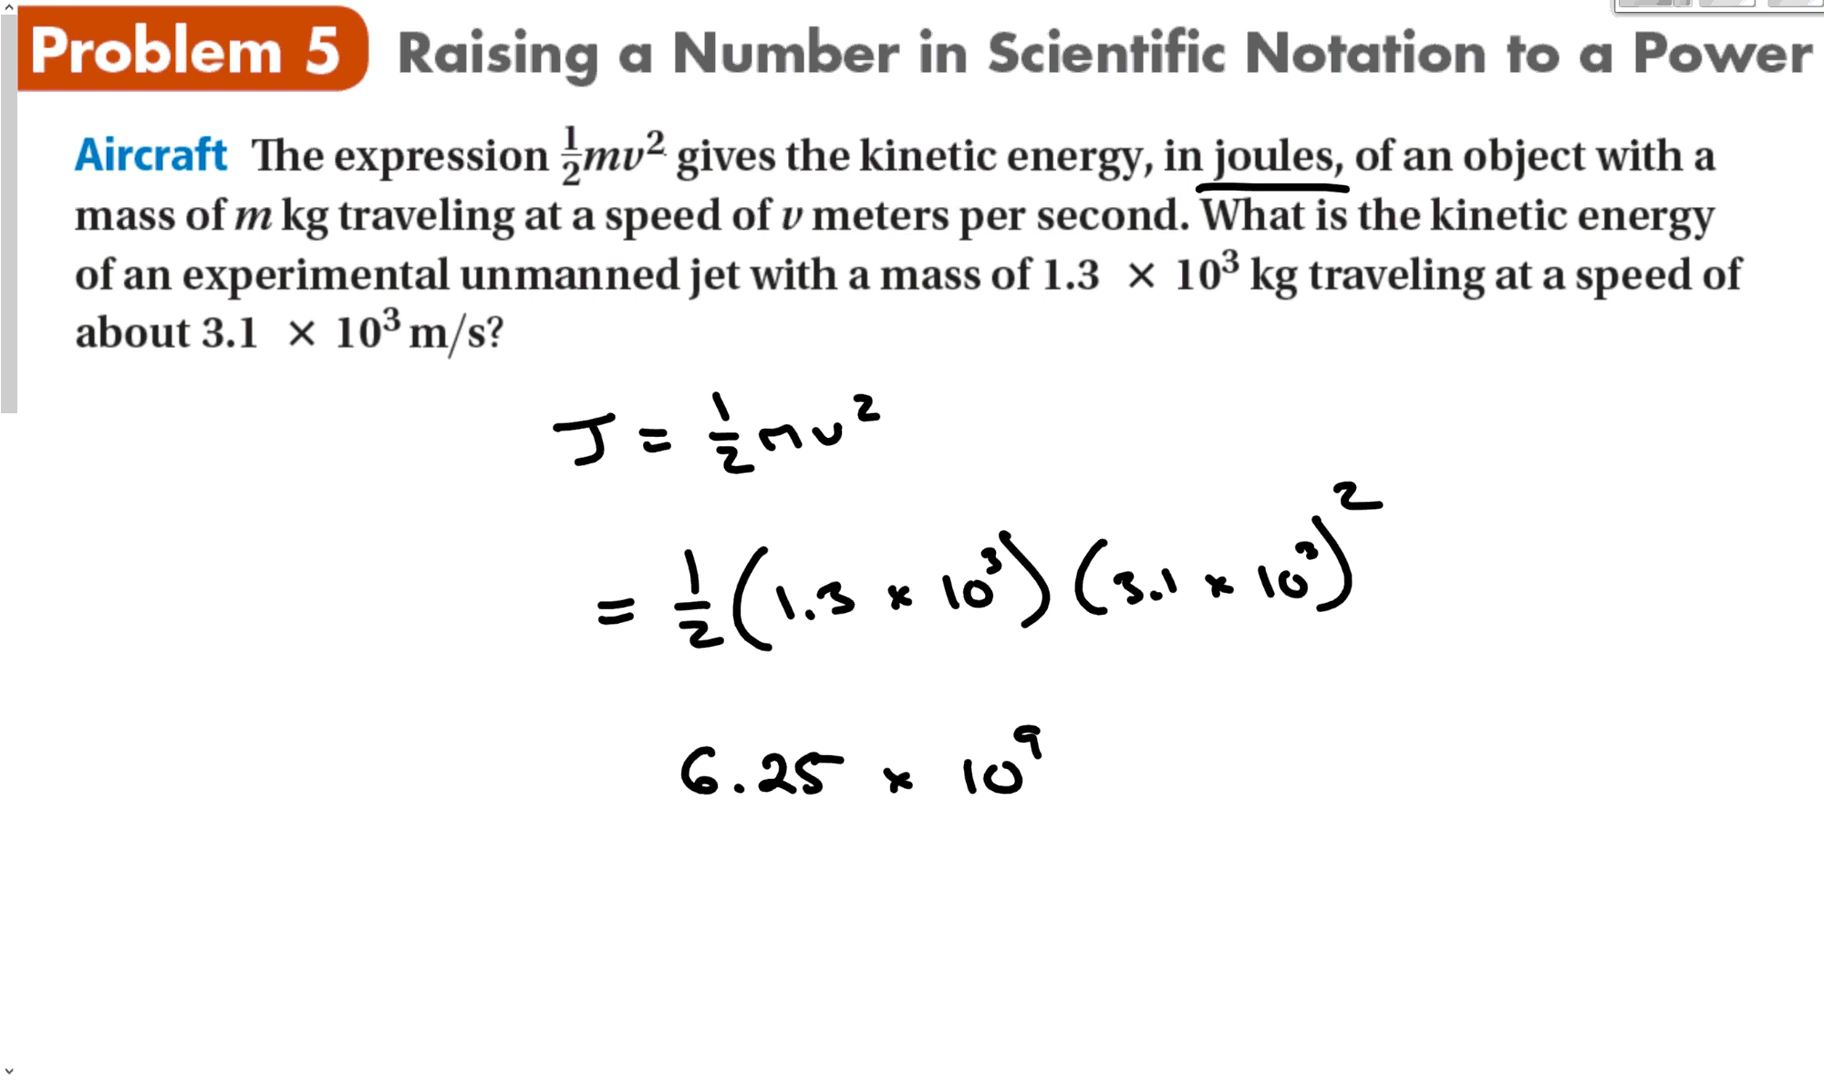 Problem 5 Raising a Number in Scientific Notation to a Power
Aircraft The expression ½mv² gives the kinetic energy, in joules, of an object with a
mass of m kg traveling at a speed of v meters per second. What is the kinetic energy
of an experimental unmanned jet with a mass of 1.3 × 10³ kg traveling at a speed of
about 3.1 × 10³ m/s?
J = ½mv²
= ½(1.3 × 10³)(3.1 × 10³)²
6.25 × 10⁹